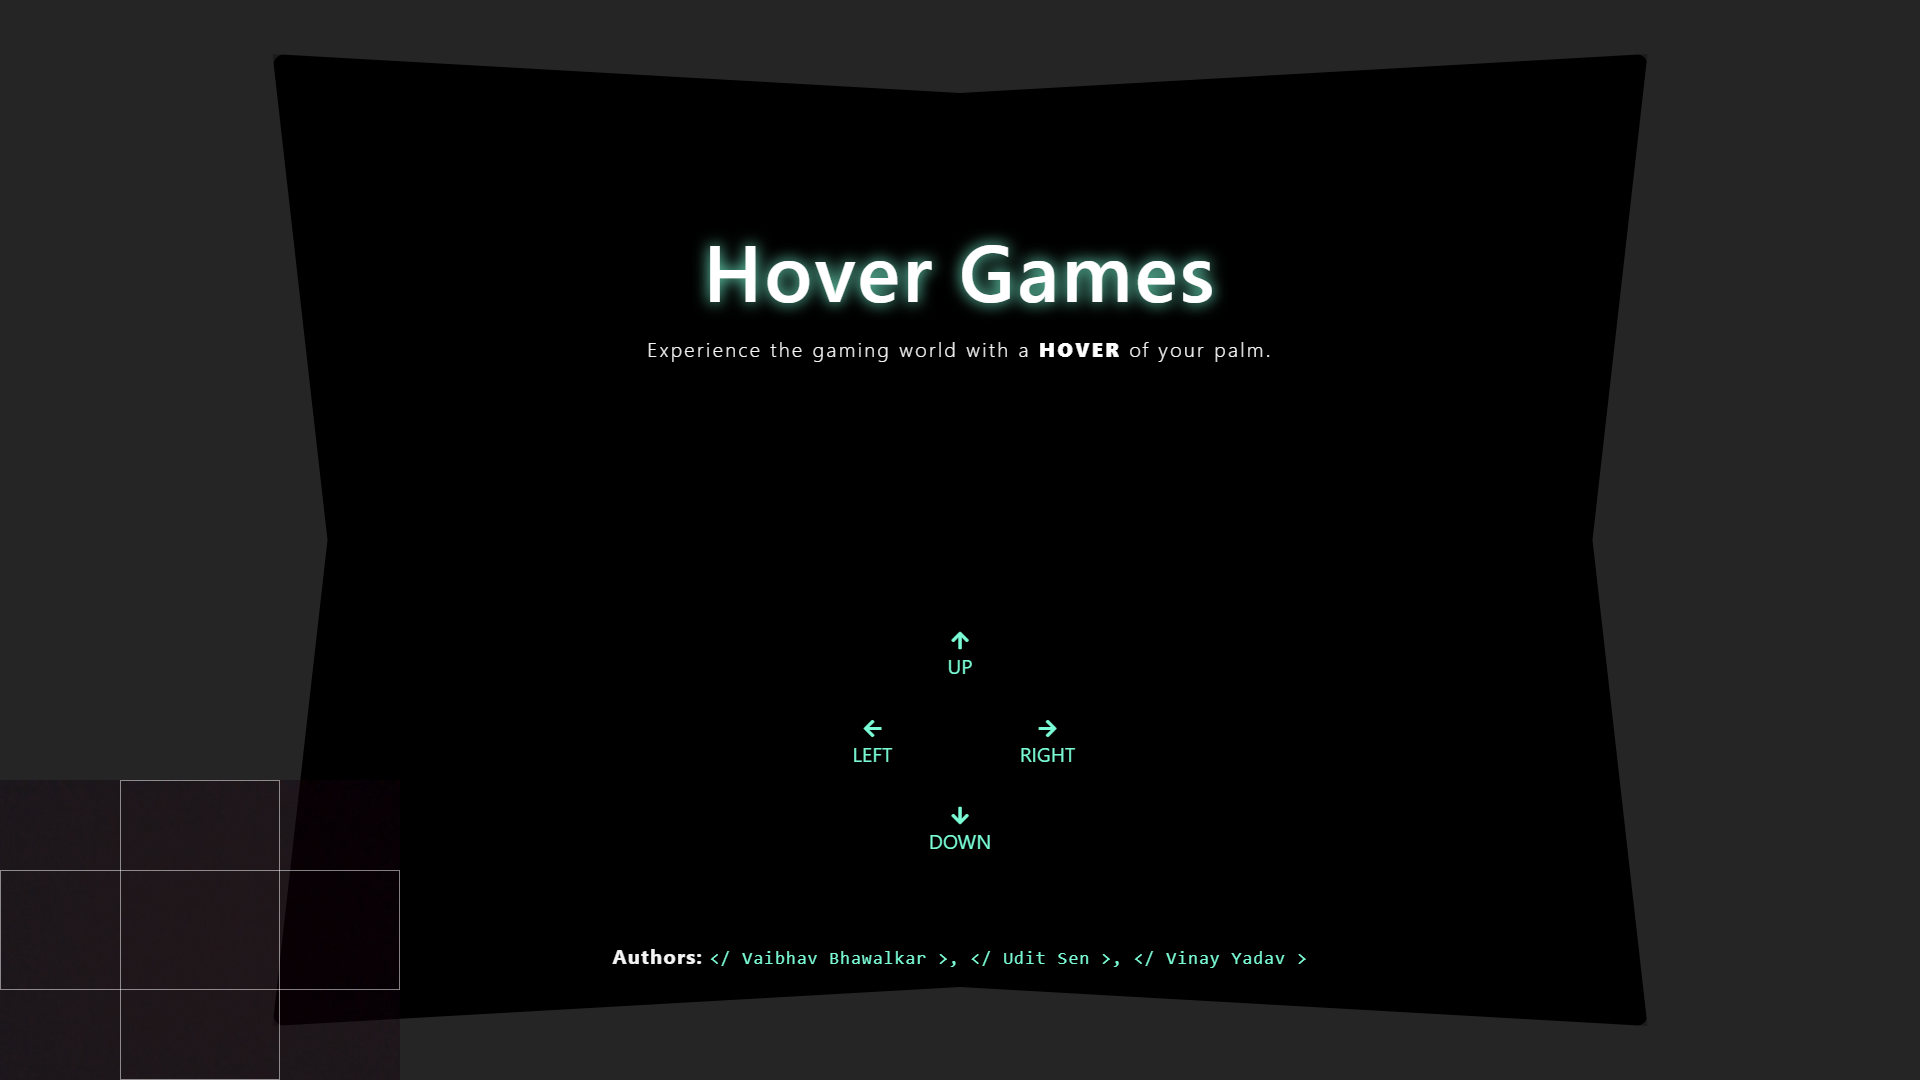 Hover Games
Experience the gaming world with a HOVER of your palm.
UP
LEFT RIGHT
DOWN
Authors: </ Vaibhav Bhawalkar >, </ Udit Sen >, </ Vinay Yadav >